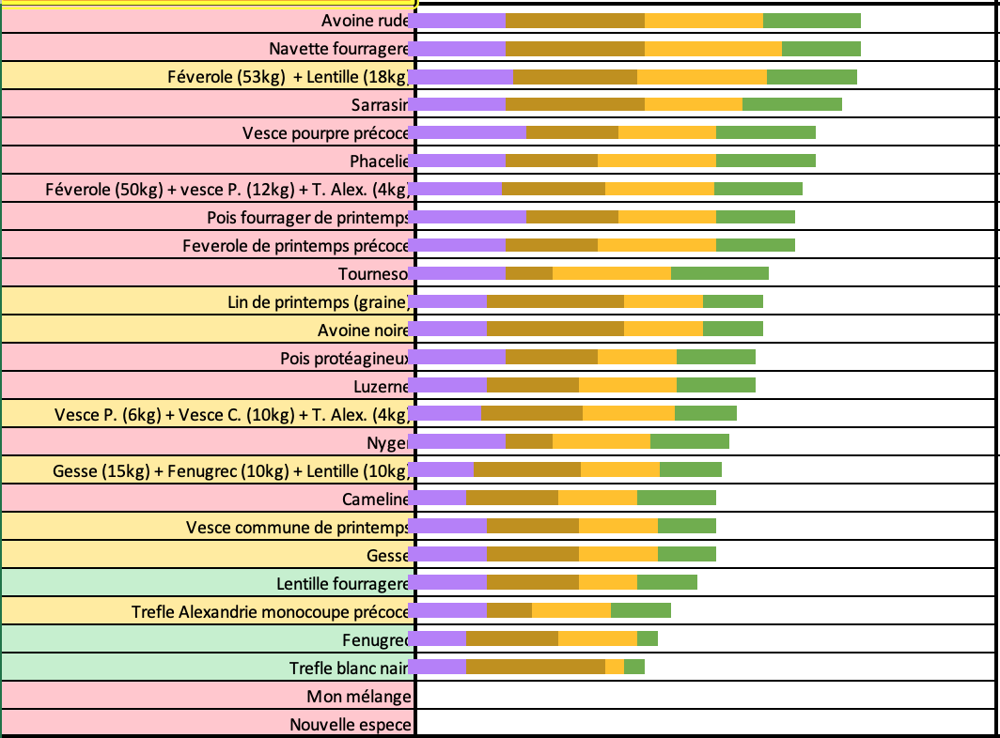 Avoine rude
Navette fourragere
Féverole (53kg) + Lentille (18kg)
Sarrasin
Vesce pourpre précoce
Phacelie
Féverole (50kg) + vesce P. (12kg) + T. Alex. (4kg)
Pois fourrager de printemps
Feverole de printemps précoce
Tourneso
Lin de printemps (graine)
Avoine noire
Pois protéagineux
Luzerne
Vesce P. (6kg) + Vesce C. (10kg) + T. Alex. (4kg)
Nyger
Gesse (15kg) + Fenugrec (10kg) + Lentille (10kg)
Cameline
Vesce commune de printemps
Gesse
Lentille fourragere
Trefle Alexandrie monocoupe précoce
Fenugrec
Trefle blanc nain
Mon mélange
Nouvelle espece